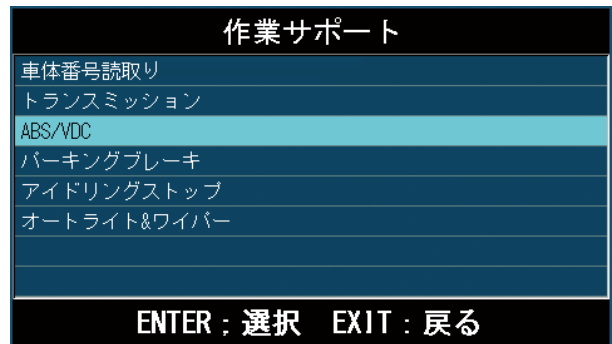 作業サポート
車体番号読取り
トランスミッション
ABS/VDC
パーキングブレーキ
アイドリングストップ
オートライト&ワイパー
ENTER：選択　EXIT：戻る